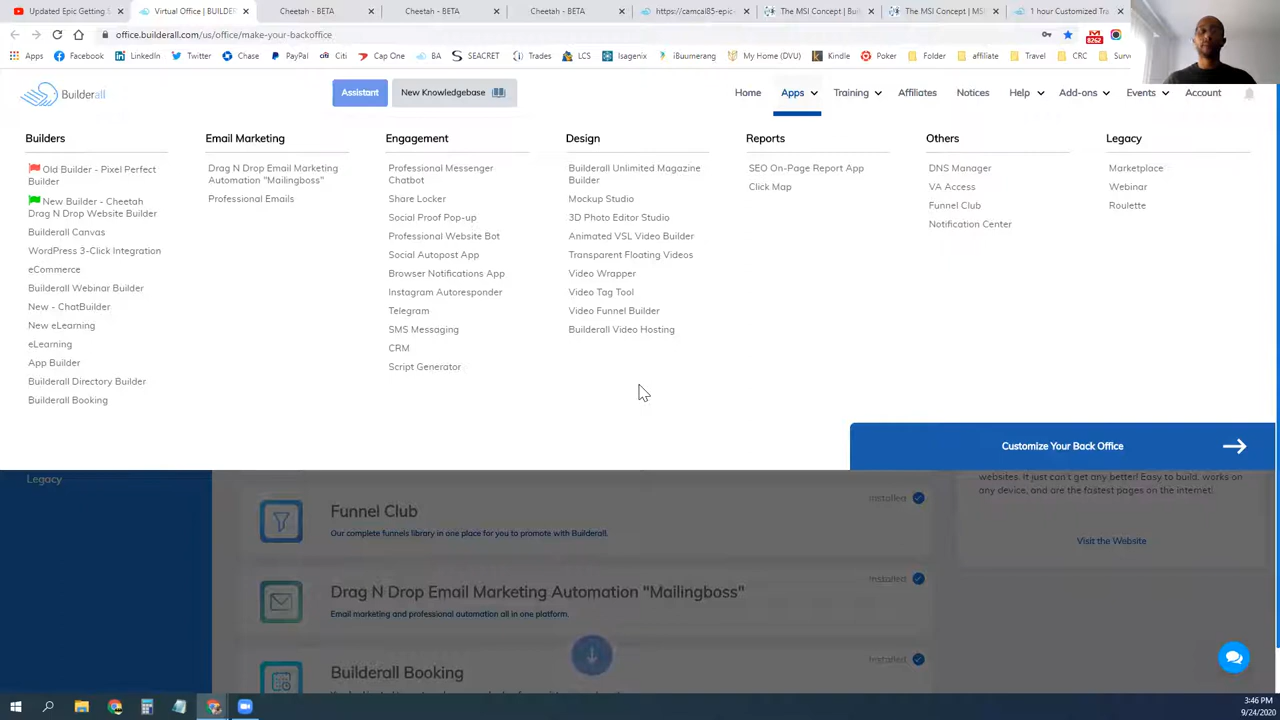 Updated Epic Getting S
Virtual Office | BUILDER
Cheetah - BETA
Cheetah - BETA
Cheetah - BETA
https://camcali85-epic-
The MSI Concept | Buil
The MSI Concept | MS
1 hour Customized Tra
office.builderall.com/us/office/make-your-backoffice
Facebook
LinkedIn
Twitter
Chase
PayPal
Cap One
BA
SEACRET
Trades
LCS
Isagenix
iBuumerang
My Home (DVU)
Kindle
Poker
Folder
affiliate
Travel
CRC
Surve
8262
Builderall
Assistant
New Knowledgebase
Home
Apps
Training
Affiliates
Notices
Help
Add-ons
Events
Account
Builders
Old Builder - Pixel Perfect
Builder
New Builder - Cheetah
Drag N Drop Website Builder
Builderall Canvas
WordPress 3-Click Integration
eCommerce
Builderall Webinar Builder
New - ChatBuilder
New eLearning
eLearning
App Builder
Builderall Directory Builder
Builderall Booking
Email Marketing
Drag N Drop Email Marketing
Automation "Mailingboss"
Professional Emails
Engagement
Professional Messenger
Chatbot
Share Locker
Social Proof Pop-up
Professional Website Bot
Social Autopost App
Browser Notifications App
Instagram Autoresponder
Telegram
SMS Messaging
CRM
Script Generator
Design
Builderall Unlimited Magazine
Builder
Mockup Studio
3D Photo Editor Studio
Animated VSL Video Builder
Transparent Floating Videos
Video Wrapper
Video Tag Tool
Video Funnel Builder
Builderall Video Hosting
Reports
SEO On-Page Report App
Click Map
Others
DNS Manager
VA Access
Funnel Club
Notification Center
Legacy
Marketplace
Webinar
Roulette
Customize Your Back Office
Legacy
Funnel Club
Our complete funnels library in one place for you to promote with Builderall.
Installed
Drag N Drop Email Marketing Automation "Mailingboss"
Email marketing and professional automation all in one platform.
Installed
Builderall Booking
Installed
websites. It just can't get any better! Easy to build, works on
any device, and are the fastest pages on the internet!.
Visit the Website
3:46 PM
9/24/2020